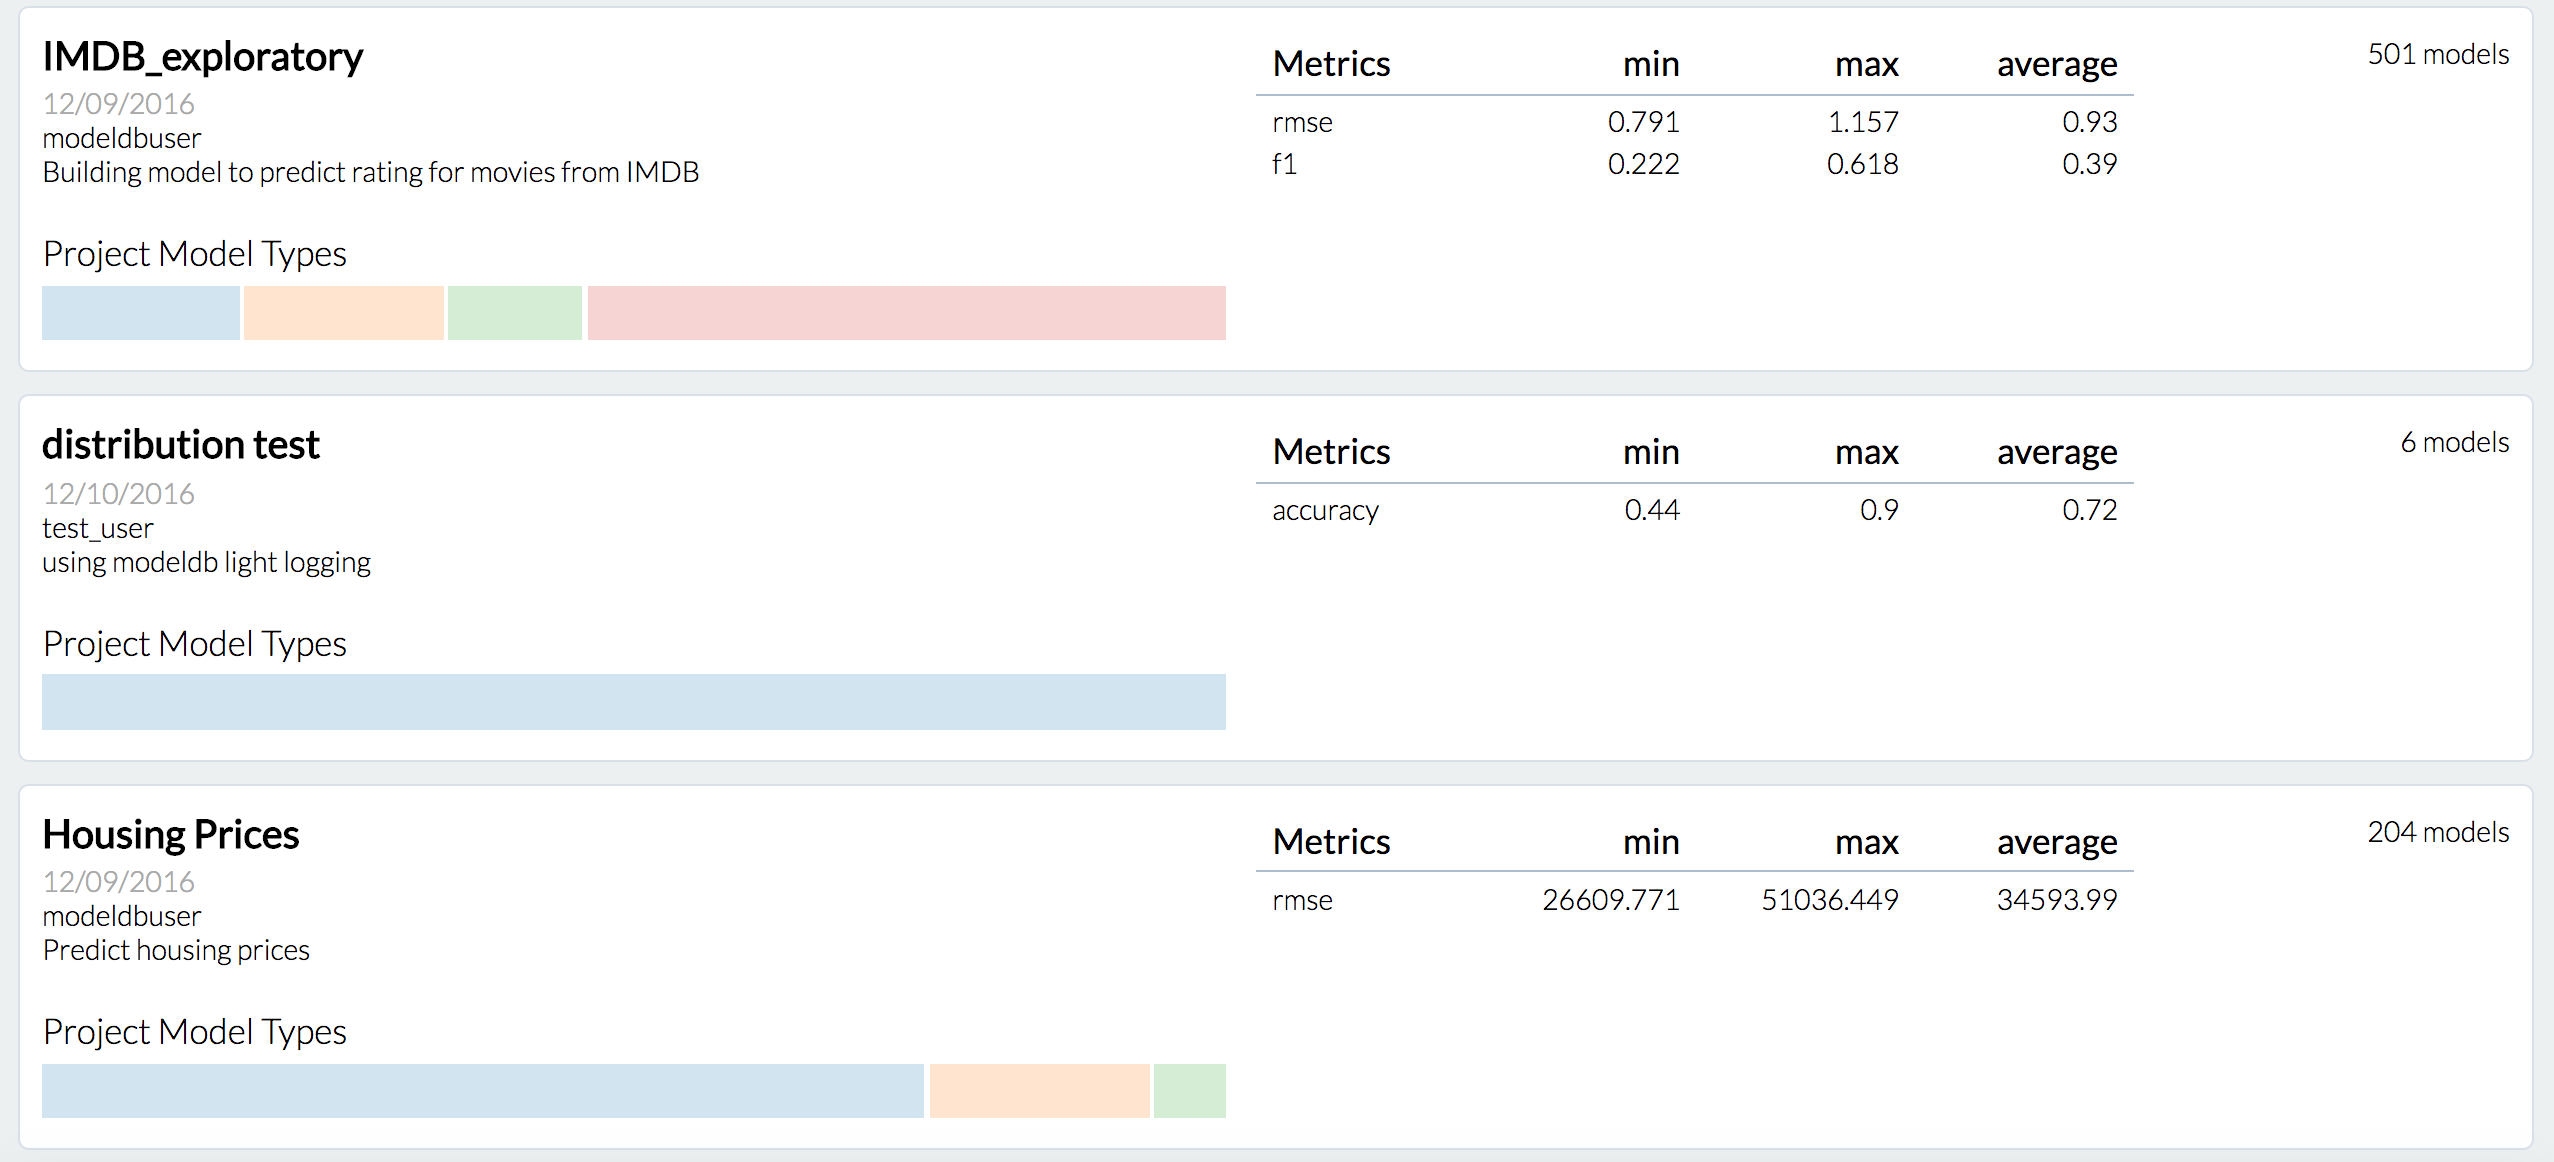 IMDB_exploratory
12/09/2016
modeldbuser
Building model to predict rating for movies from IMDB
Project Model Types
Metrics min max average
rmse 0.791 1.157 0.93
f1 0.222 0.618 0.39
501 models
distribution test
12/10/2016
test_user
using modeldb light logging
Project Model Types
Metrics min max average
accuracy 0.44 0.9 0.72
6 models
Housing Prices
12/09/2016
modeldbuser
Predict housing prices
Project Model Types
Metrics min max average
rmse 26609.771 51036.449 34593.99
204 models